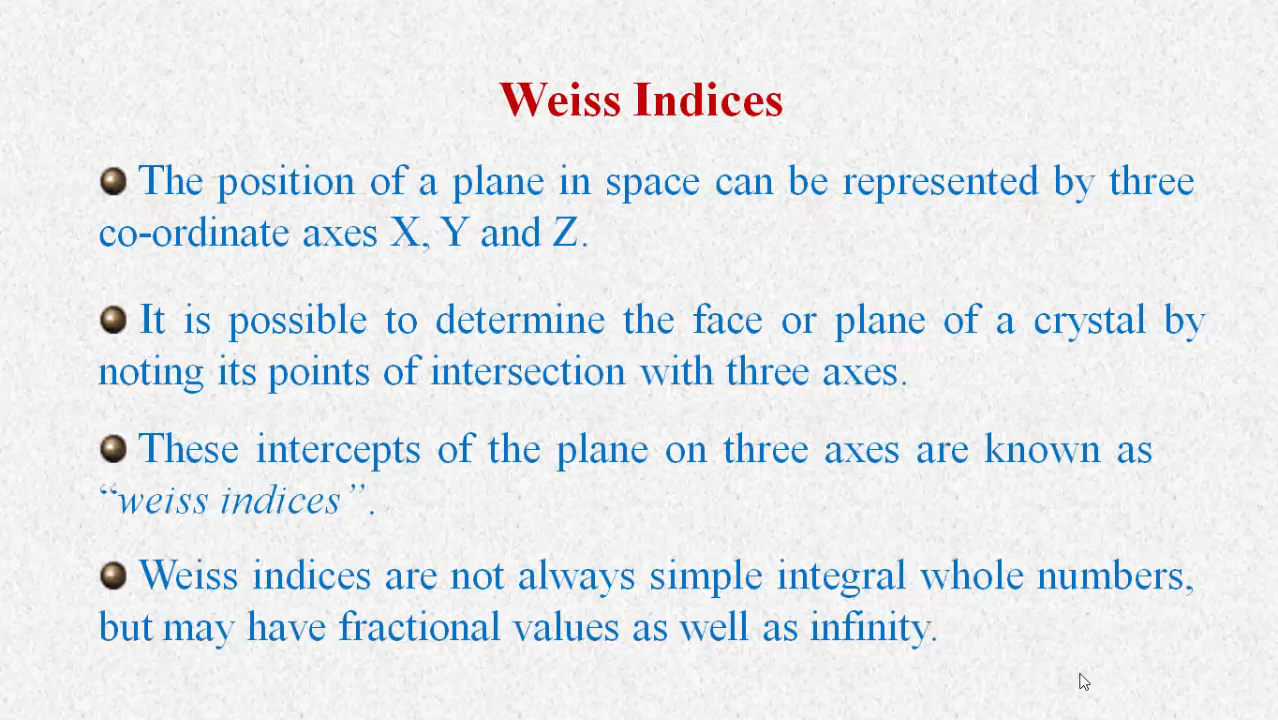 Weiss Indices
The position of a plane in space can be represented by three
co-ordinate axes X, Y and Z.
It is possible to determine the face or plane of a crystal by
noting its points of intersection with three axes.
These intercepts of the plane on three axes are known as
“weiss indices”.
Weiss indices are not always simple integral whole numbers,
but may have fractional values as well as infinity.